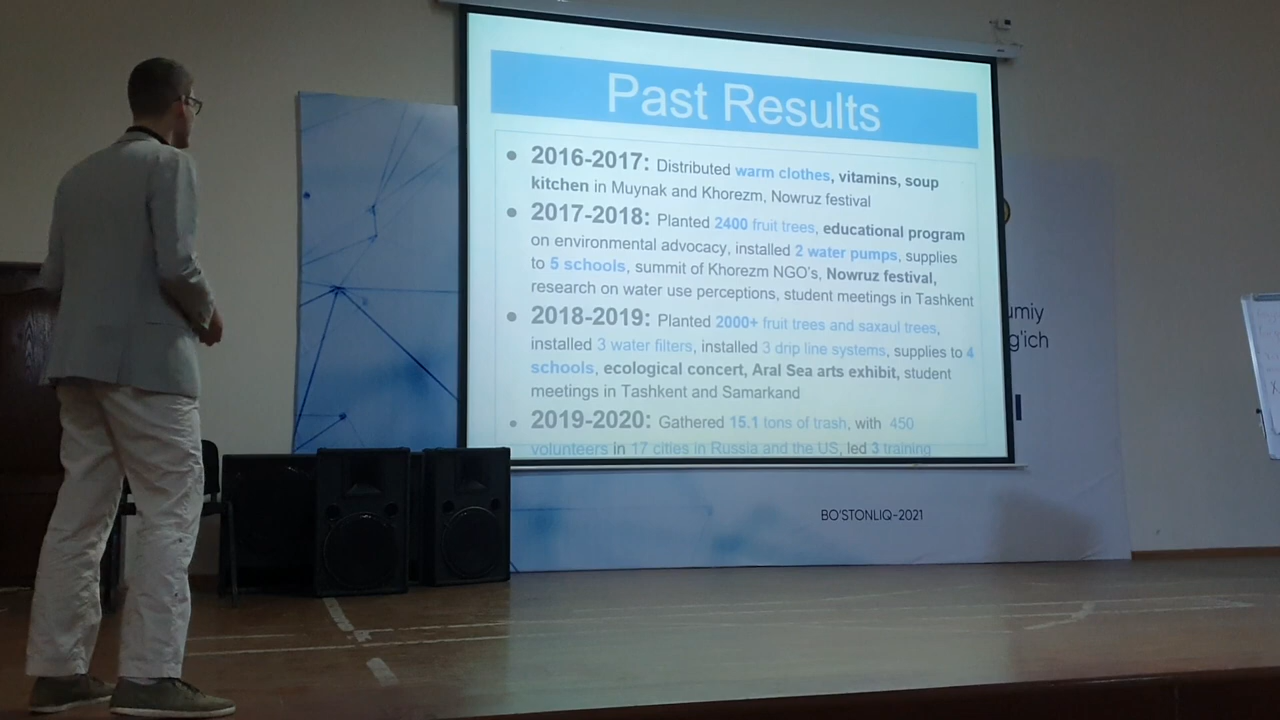 Past Results
2016-2017: Distributed warm clothes, vitamins, soup
kitchen in Muynak and Khorezm, Nowruz festival
2017-2018: Planted 2400 fruit trees, educational program
on environmental advocacy, installed 2 water pumps, supplies
to 5 schools, summit of Khorezm NGO's, Nowruz festival,
research on water use perceptions, student meetings in Tashkent
2018-2019: Planted 2000+ fruit trees and saxaul trees,
installed 3 water filters, installed 3 drip line systems, supplies to 4
schools, ecological concert, Aral Sea arts exhibit, student
meetings in Tashkent and Samarkand
2019-2020: Gathered 15.1 tons of trash, with 450
volunteers in 17 cities in Russia and the US, led 3 training
umiy
g'ich
BO'STONLIQ-2021